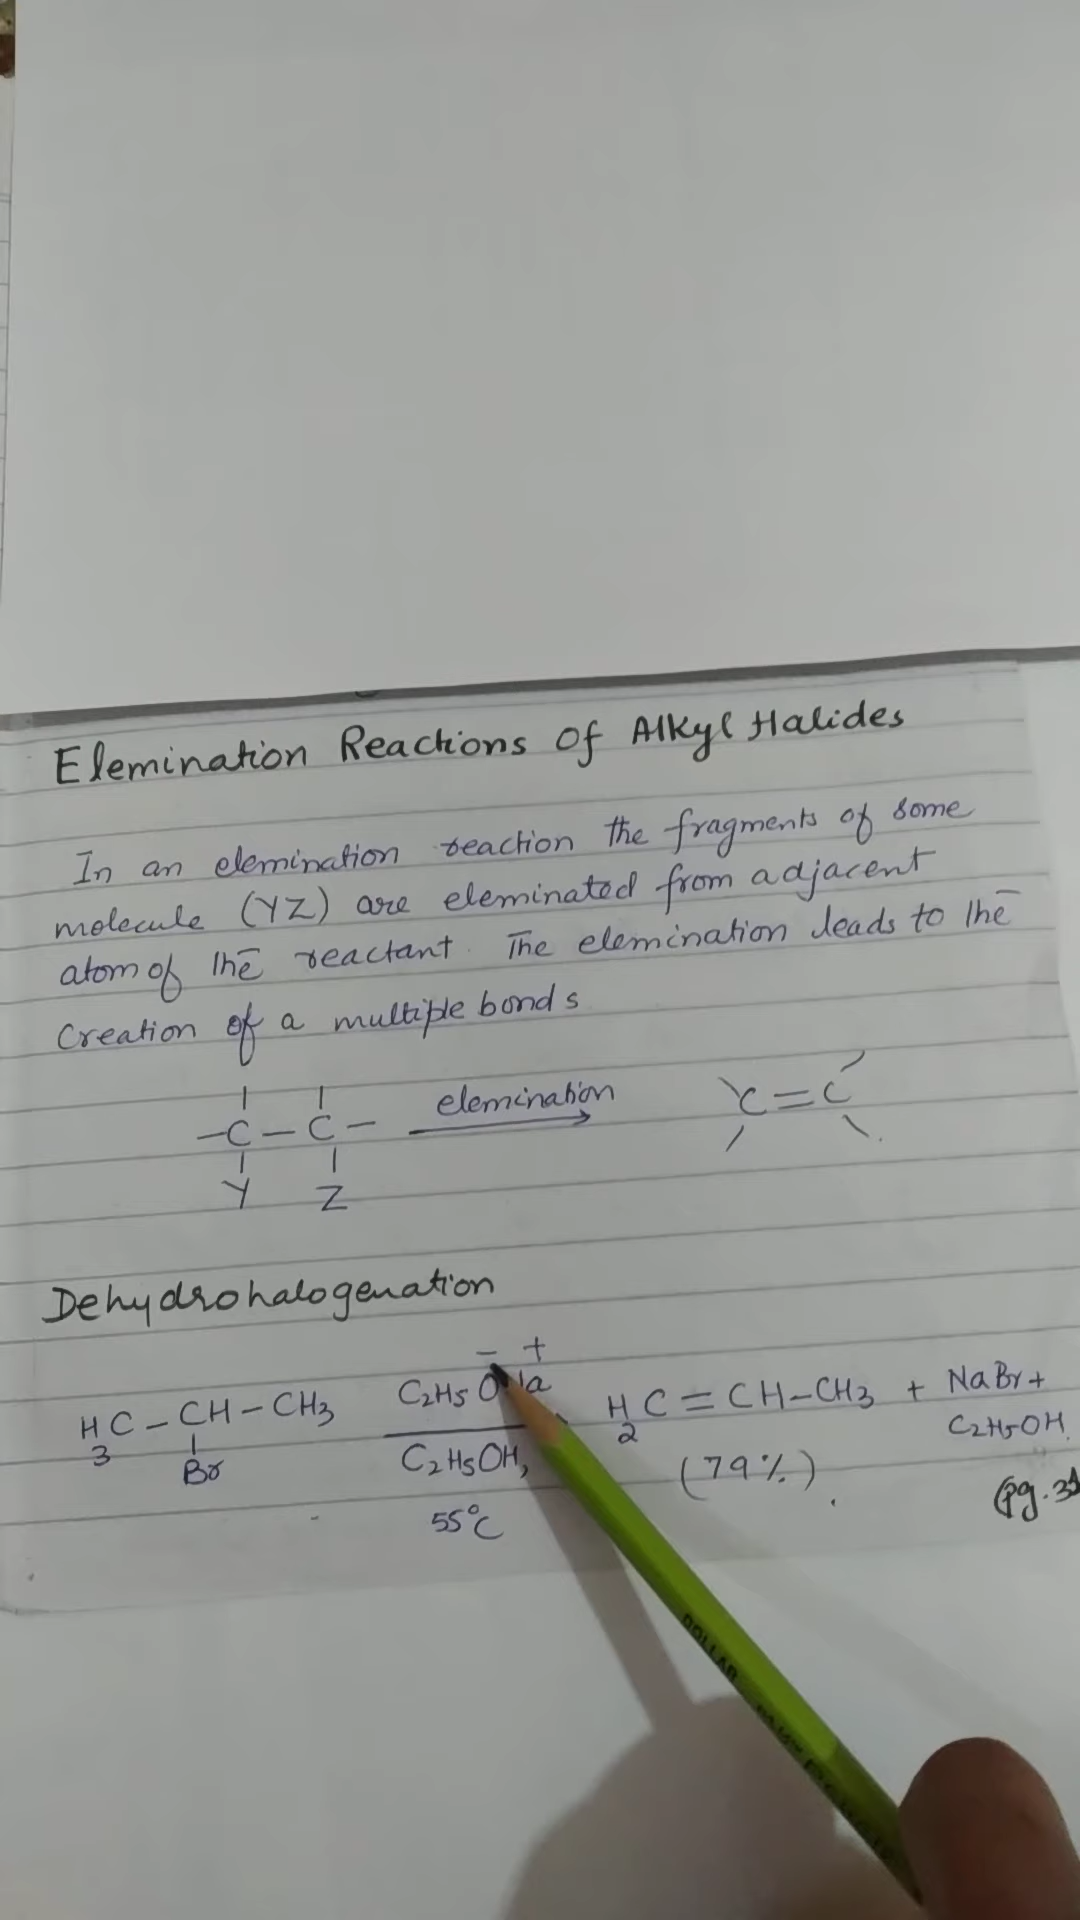 Elemination Reactions of Alkyl Halides
In an elemination reaction the fragments of some
molecule (YZ) are eleminated from adjacent
atom of the reactant. The elemination leads to the
Creation of a multiple bonds
-C-C- elemination C=C
Y Z
Dehydrohalogenation
- +
H3C-CH-CH3 C2H5ONa H2C=CH-CH3 + NaBr+
Br C2H5OH, (79%) C2H5OH
55°C
DOLLAR